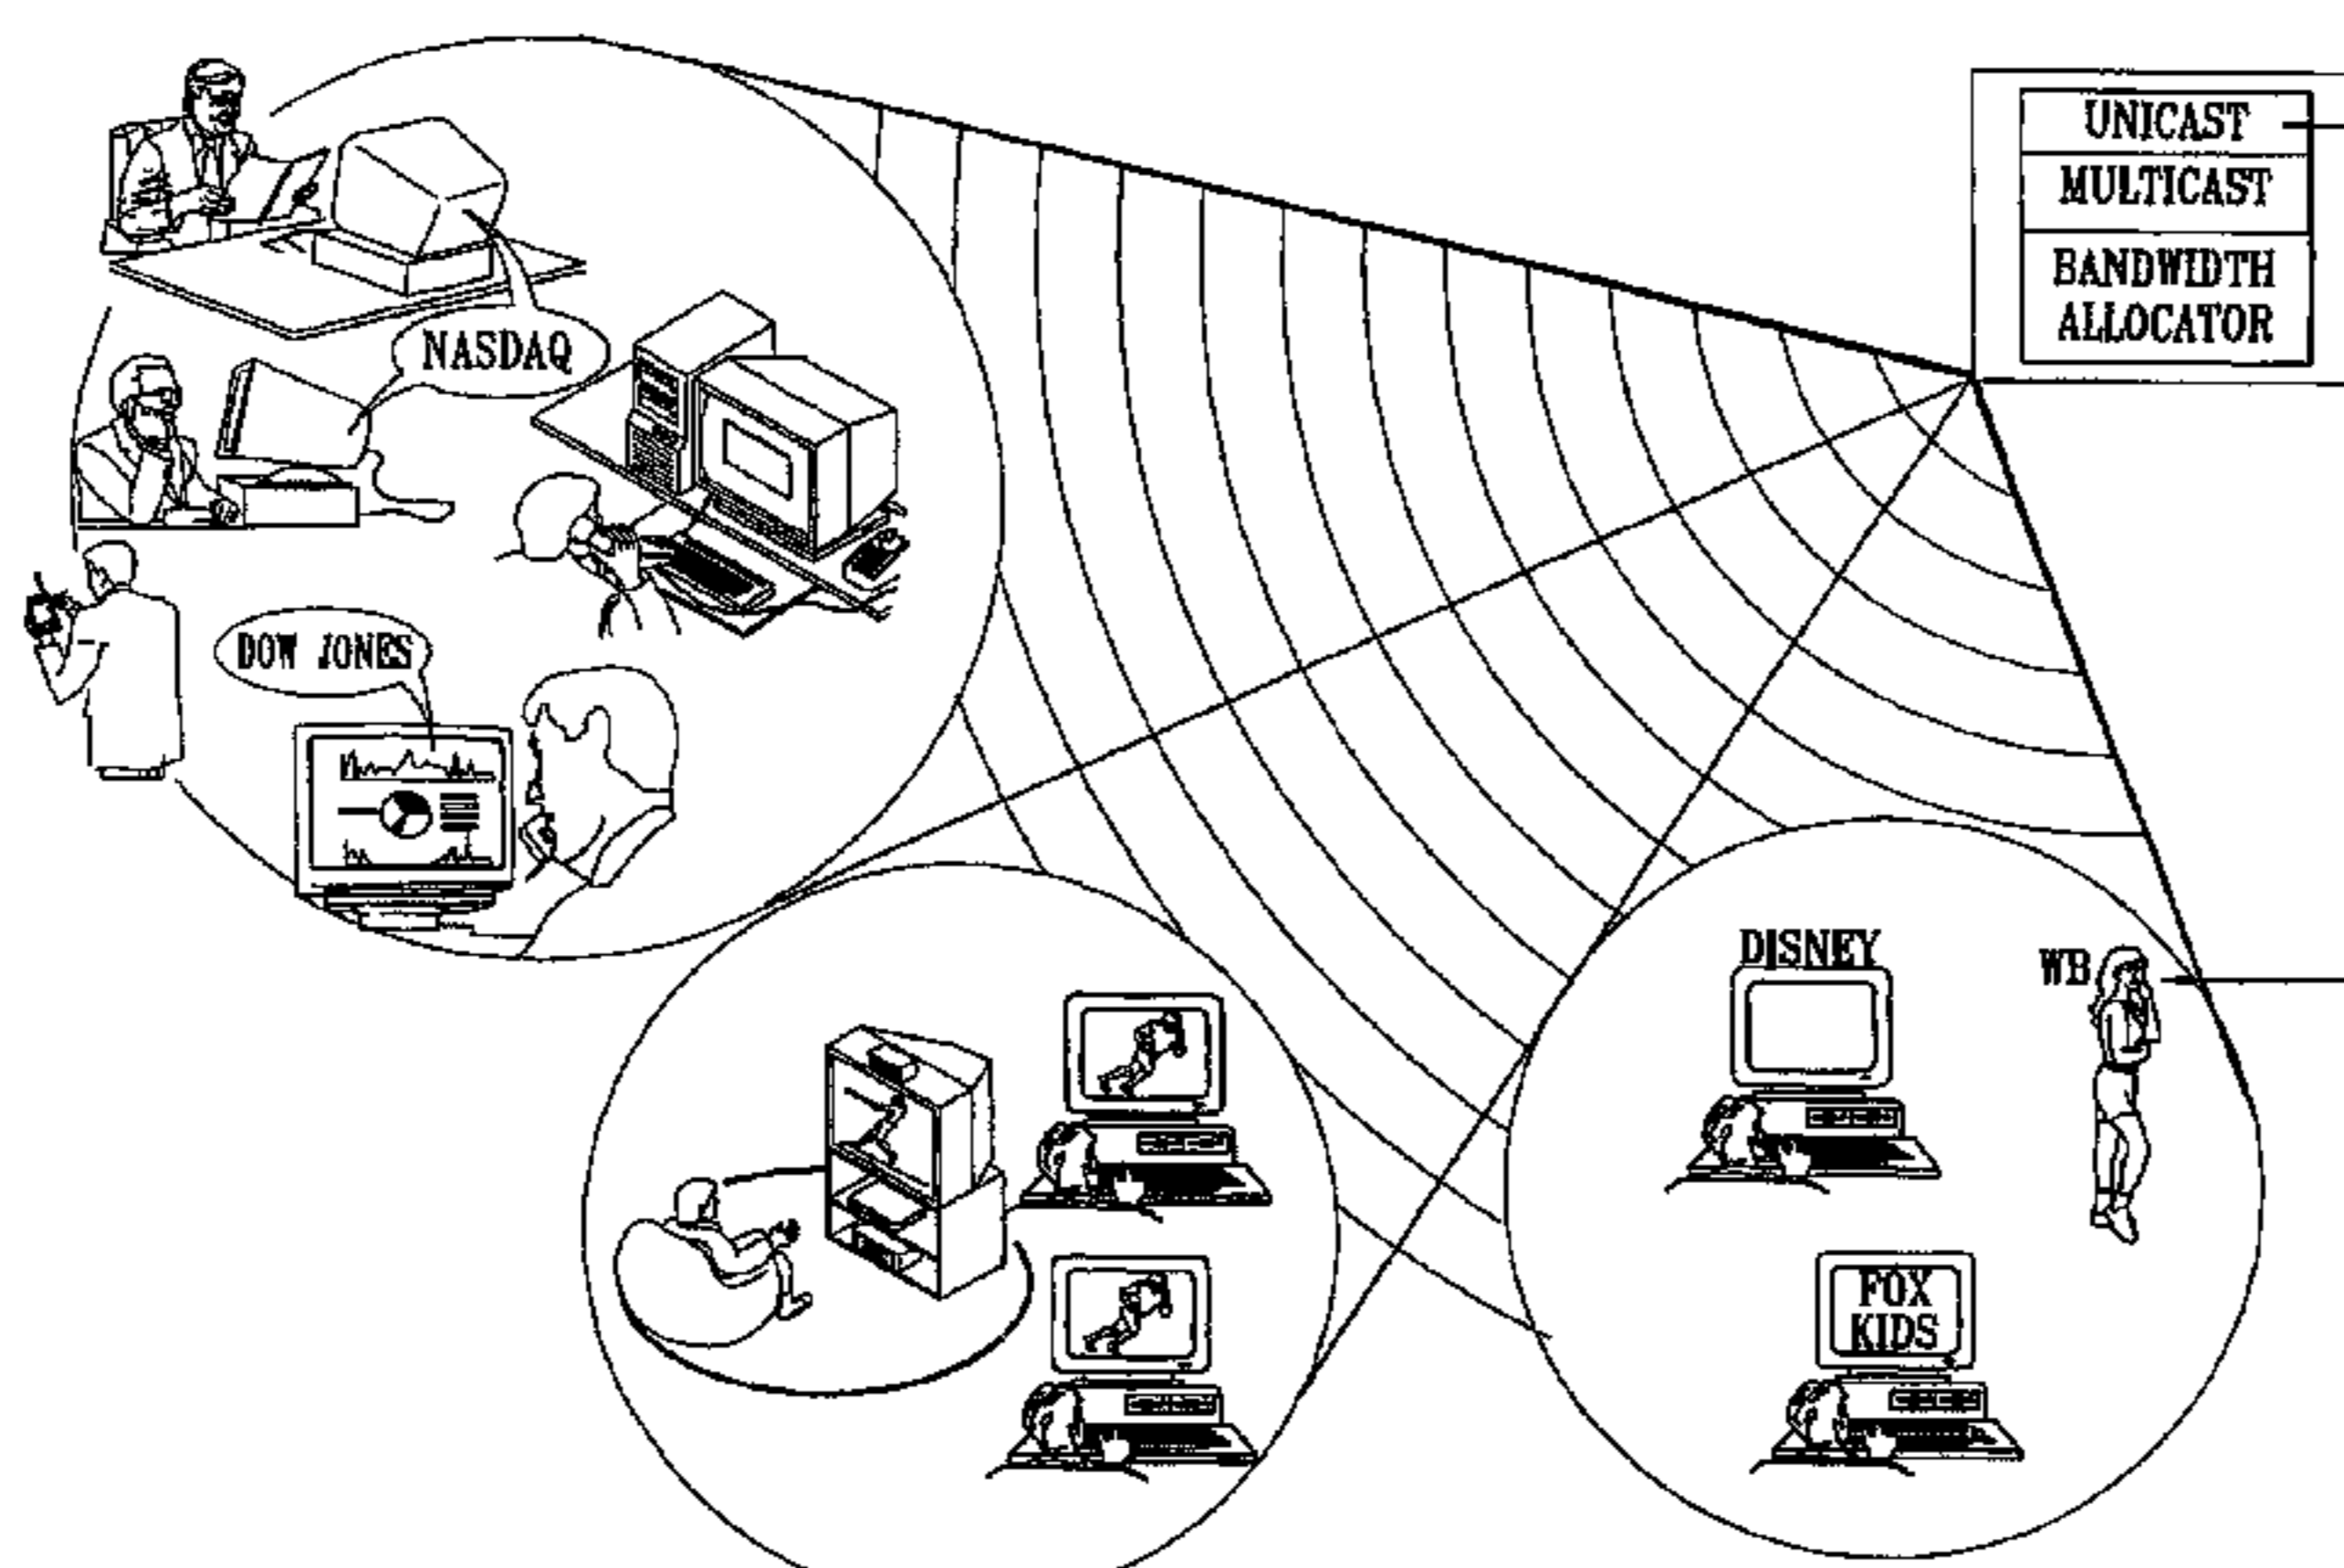 UNICAST
MULTICAST
BANDWIDTH
ALLOCATOR
NASDAQ
DOW JONES
DISNEY
WB
FOX
KIDS